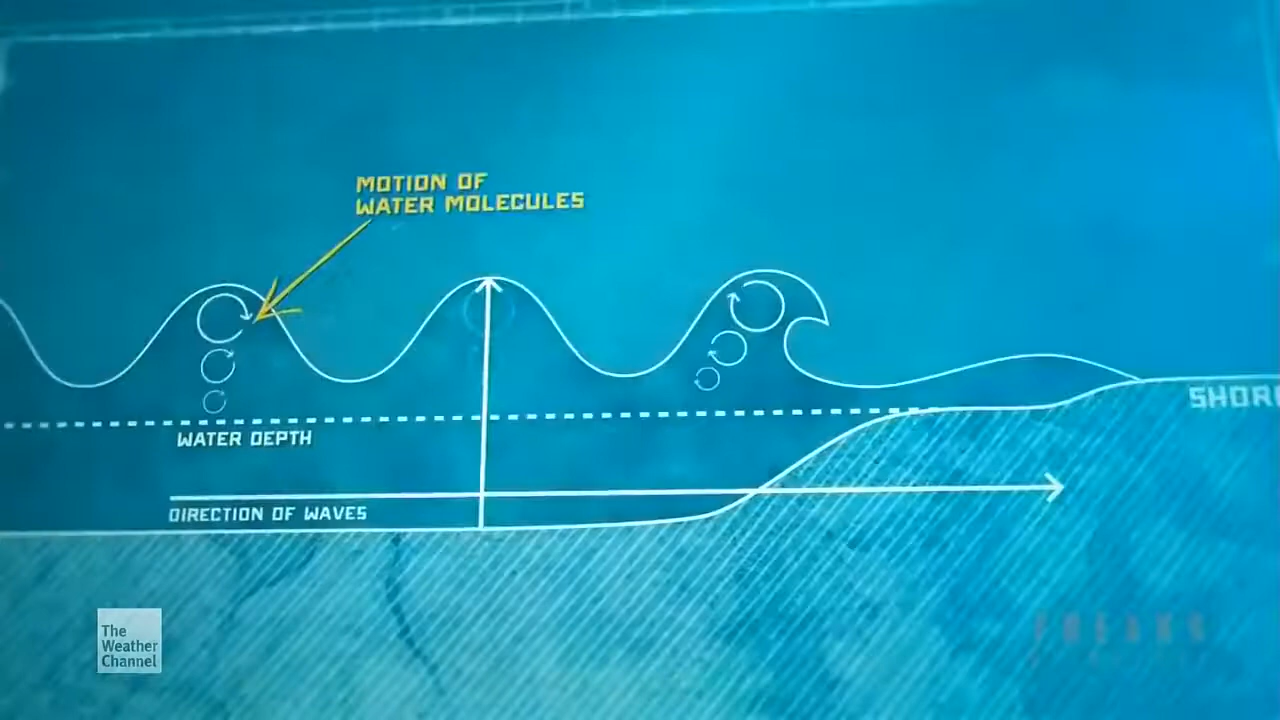 MOTION OF
WATER MOLECULES
WATER DEPTH
DIRECTION OF WAVES
The
Weather
Channel